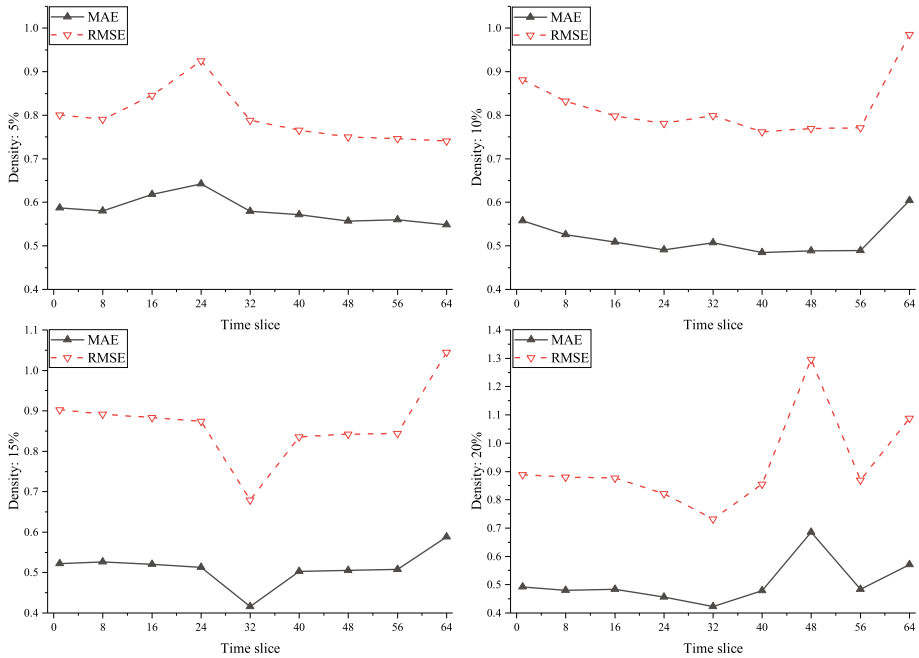 MAE
RMSE
1.0
0.9
0.8
0.7
0.6
0.5
0.4
Density: 5%
0 8 16 24 32 40 48 56 64
Time slice
MAE
RMSE
1.0
0.9
0.8
0.7
0.6
0.5
0.4
Density: 10%
0 8 16 24 32 40 48 56 64
Time slice
MAE
RMSE
1.1
1.0
0.9
0.8
0.7
0.6
0.5
0.4
Density: 15%
0 8 16 24 32 40 48 56 64
Time slice
MAE
RMSE
1.4
1.3
1.2
1.1
1.0
0.9
0.8
0.7
0.6
0.5
0.4
Density: 20%
0 8 16 24 32 40 48 56 64
Time slice